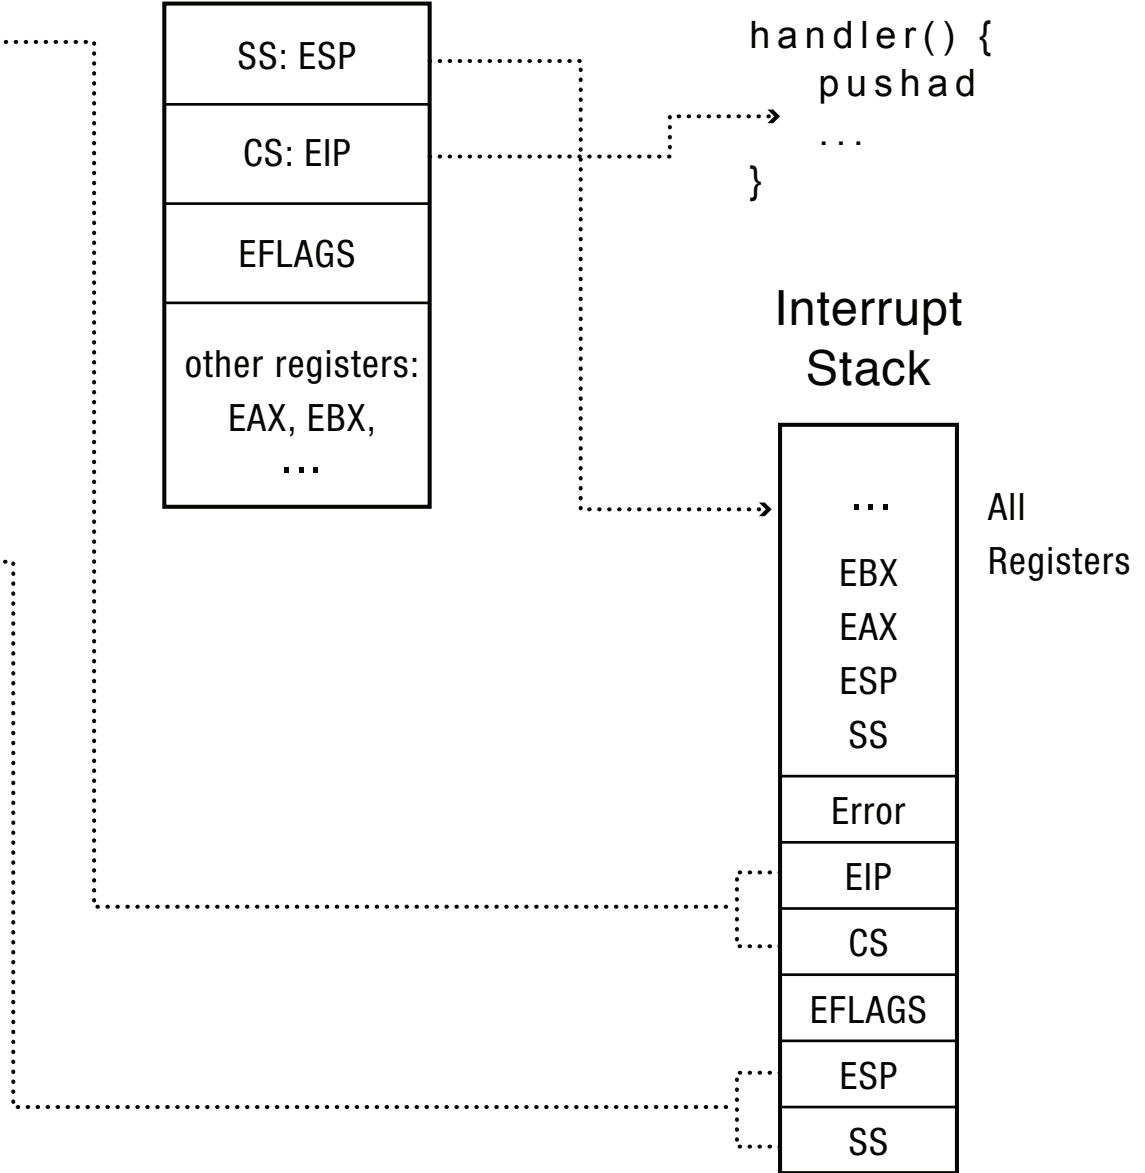 SS: ESP
CS: EIP
EFLAGS
other registers:
EAX, EBX,
...
handler() {
pushad
...
}
Interrupt
Stack
...
EBX
EAX
ESP
SS
Error
EIP
CS
EFLAGS
ESP
SS
All
Registers